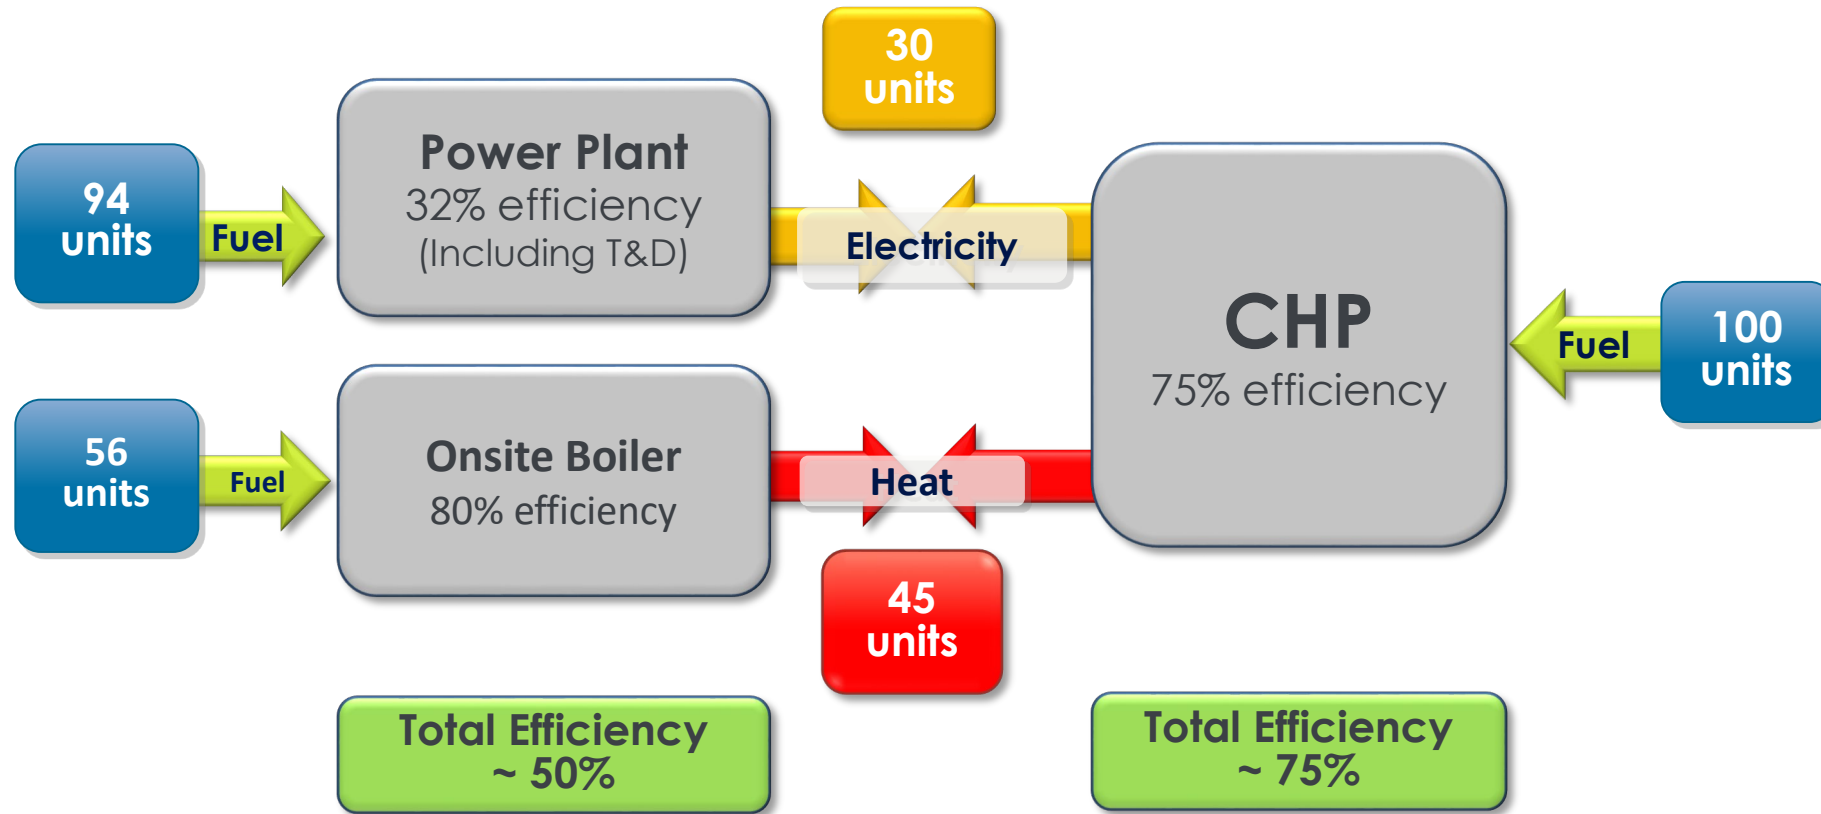 30
units
94
units
Fuel
Power Plant
32% efficiency
(Including T&D)
Electricity
CHP
75% efficiency
Fuel
100
units
56
units
Fuel
Onsite Boiler
80% efficiency
Heat
45
units
Total Efficiency
~ 50%
Total Efficiency
~ 75%